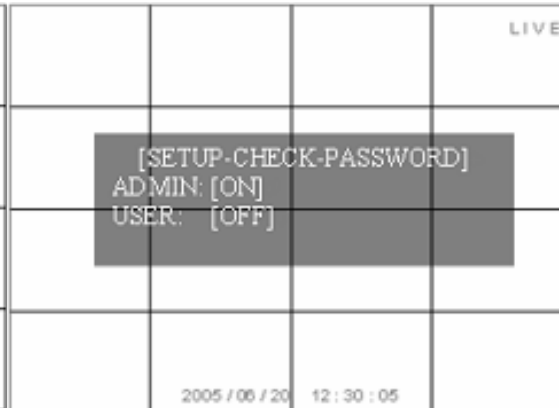 LIVE
[SETUP-CHECK-PASSWORD]
ADMIN: [ON]
USER: [OFF]
2005 / 06 / 20 12 : 30 : 05